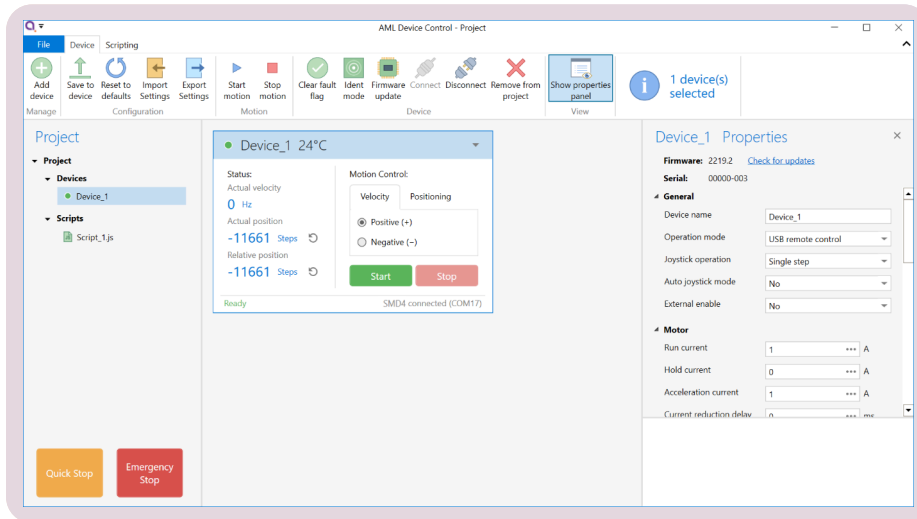 AML Device Control - Project
File Device Scripting
Add device
Save to device
Reset to defaults
Import Settings
Export Settings
Start motion
Stop motion
Clear fault flag
Ident mode
Firmware update
Connect
Disconnect
Remove from project
Show properties panel
1 device(s) selected
Manage Configuration Motion Device View
Project
Project
Devices
Device_1
Scripts
Script_1.js
Quick Stop
Emergency Stop
Device_1 24°C
Status:
Actual velocity
0 Hz
Actual position
-11661 Steps
Relative position
-11661 Steps
Motion Control:
Velocity Positioning
Positive (+)
Negative (−)
Start Stop
Ready SMD4 connected (COM17)
Device_1 Properties
Firmware: 2219.2 Check for updates
Serial: 00000-003
General
Device name Device_1
Operation mode USB remote control
Joystick operation Single step
Auto joystick mode No
External enable No
Motor
Run current 1 A
Hold current 0 A
Acceleration current 1 A
Current reduction delay 0 ms